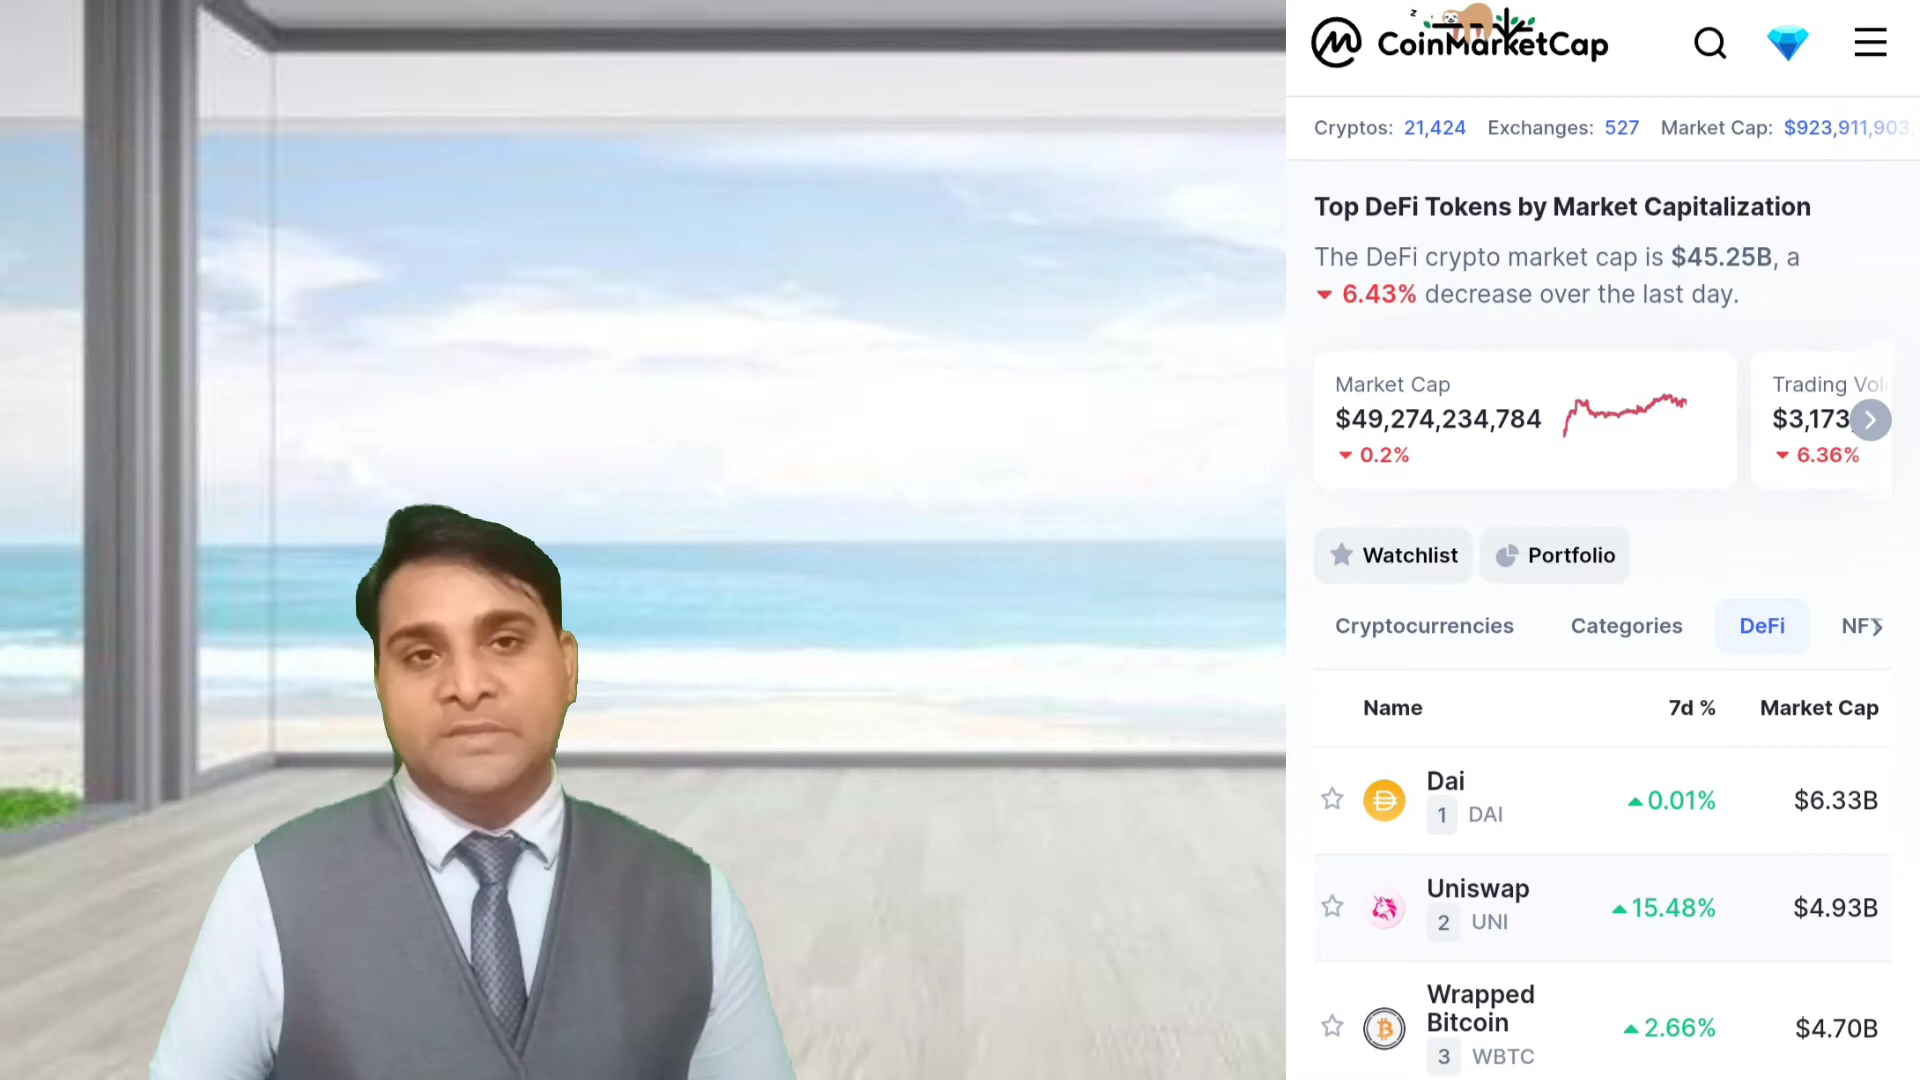 CoinMarketCap
Cryptos: 21,424 Exchanges: 527 Market Cap: $923,911,903
Top DeFi Tokens by Market Capitalization
The DeFi crypto market cap is $45.25B, a
6.43% decrease over the last day.
Market Cap
$49,274,234,784
0.2%
Trading Vol
$3,173
6.36%
Watchlist Portfolio
Cryptocurrencies Categories DeFi NF
Name 7d % Market Cap
Dai
1 DAI
0.01% $6.33B
Uniswap
2 UNI
15.48% $4.93B
Wrapped
Bitcoin
3 WBTC
2.66% $4.70B